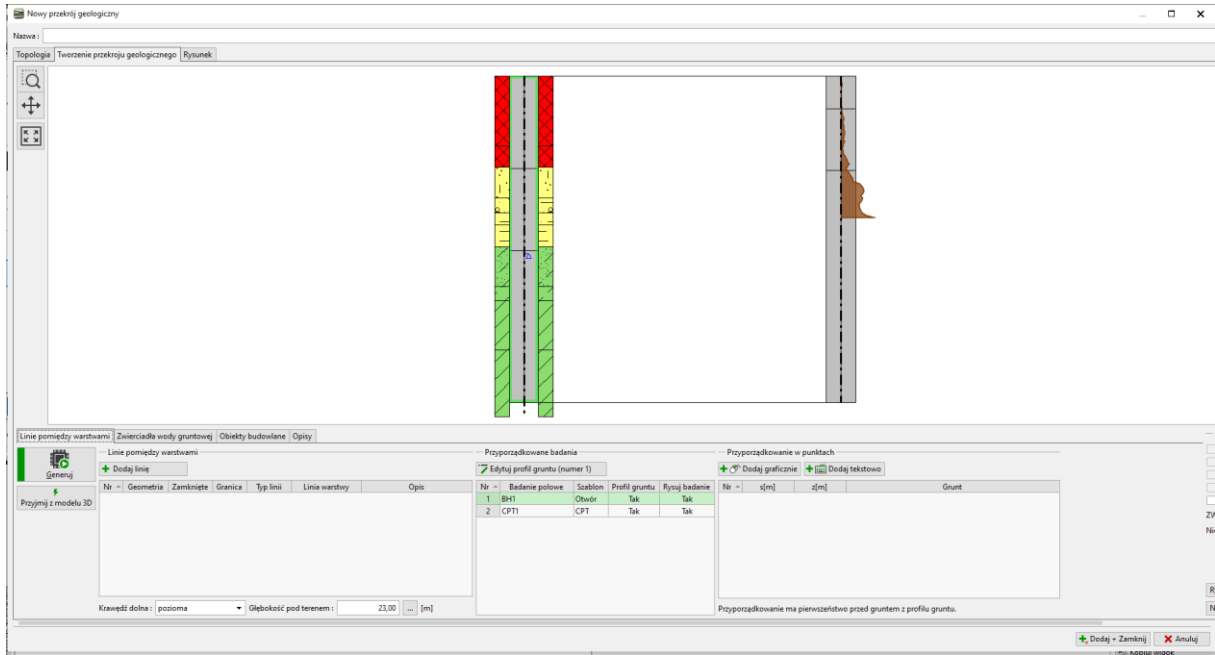 Nowy przekrój geologiczny
Nazwa :
Topologia Tworzenie przekroju geologicznego Rysunek
Linie pomiędzy warstwami Zwierciadła wody gruntowej Obiekty budowlane Opisy
Generuj
Przyjmij z modelu 3D
Linie pomiędzy warstwami
Dodaj linię
Nr Geometria Zamknięte Granica Typ linii Linia warstwy Opis
Krawędź dolna : pozioma Głębokość pod terenem : 23,00 ... [m]
Przyporządkowane badania
Edytuj profil gruntu (numer 1)
Nr Badanie polowe Szablon Profil gruntu Rysuj badanie
1 BH1 Otwór Tak Tak
2 CPT1 CPT Tak Tak
Przyporządkowanie w punktach
Dodaj graficznie Dodaj tekstowo
Nr s[m] z[m] Grunt
Przyporządkowanie ma pierwszeństwo przed gruntem z profilu gruntu.
Dodaj + Zamknij Anuluj
Kopiuj widok